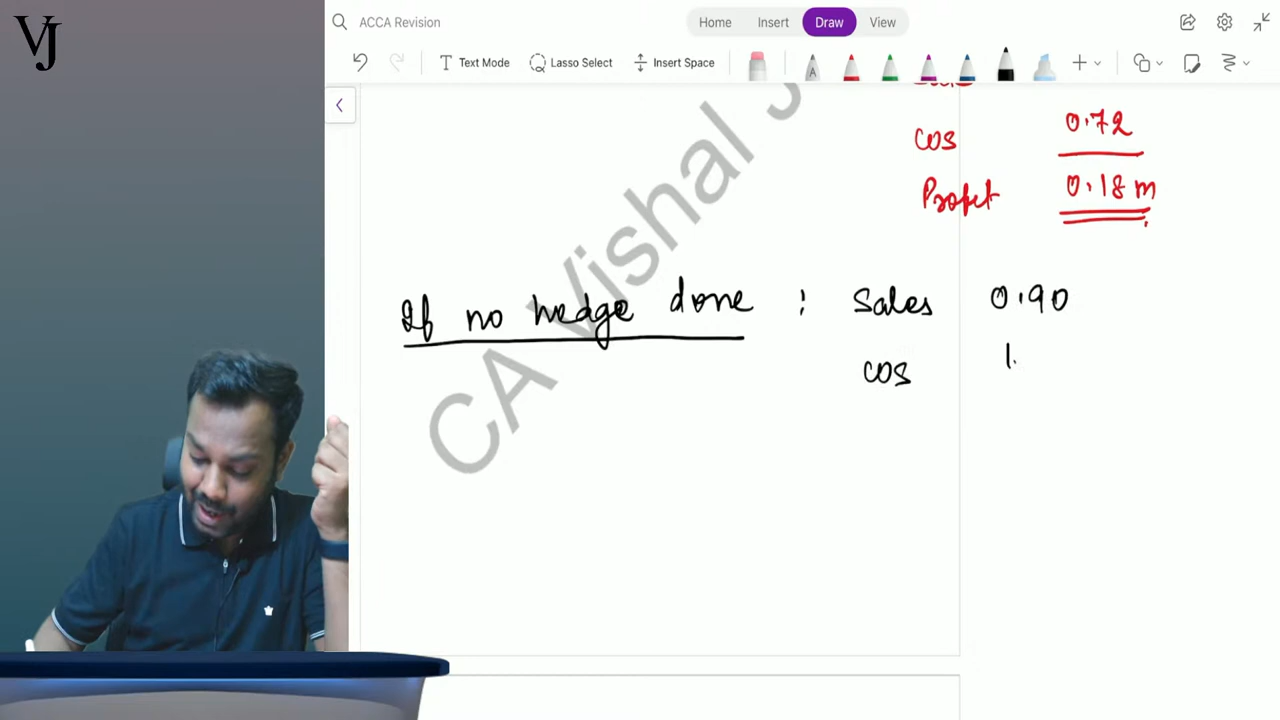 VJ
ACCA Revision
Home Insert Draw View
Text Mode Lasso Select Insert Space
cos 0.72
Profit 0.18 m
If no hedge done : Sales 0.90
cos 1.
CA Vishal J